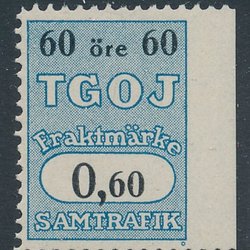 60 öre 60
TGOJ
Fraktmärke
0,60
SAMTRAFIK